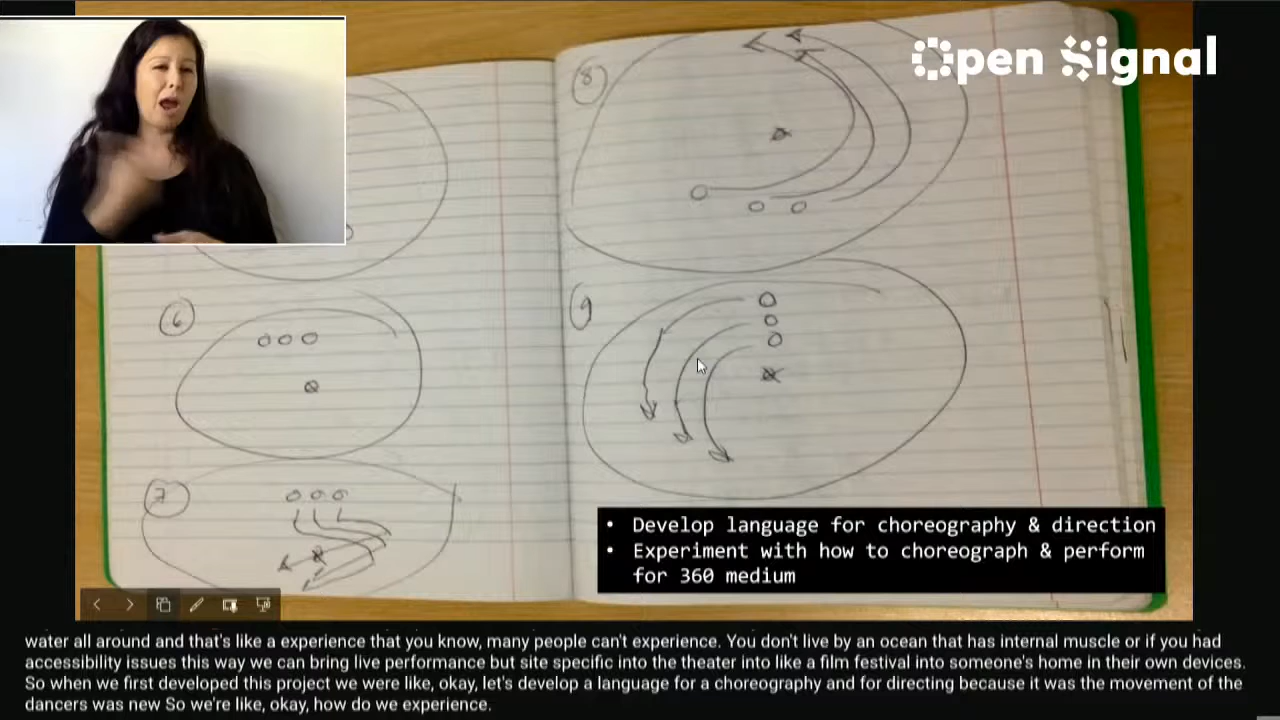 Open Signal
8
6
9
7
• Develop language for choreography & direction
• Experiment with how to choreograph & perform
for 360 medium
water all around and that's like a experience that you know, many people can't experience. You don't live by an ocean that has internal muscle or if you had
accessibility issues this way we can bring live performance but site specific into the theater into like a film festival into someone's home in their own devices.
So when we first developed this project we were like, okay, let's develop a language for a choreography and for directing because it was the movement of the
dancers was new So we're like, okay, how do we experience.